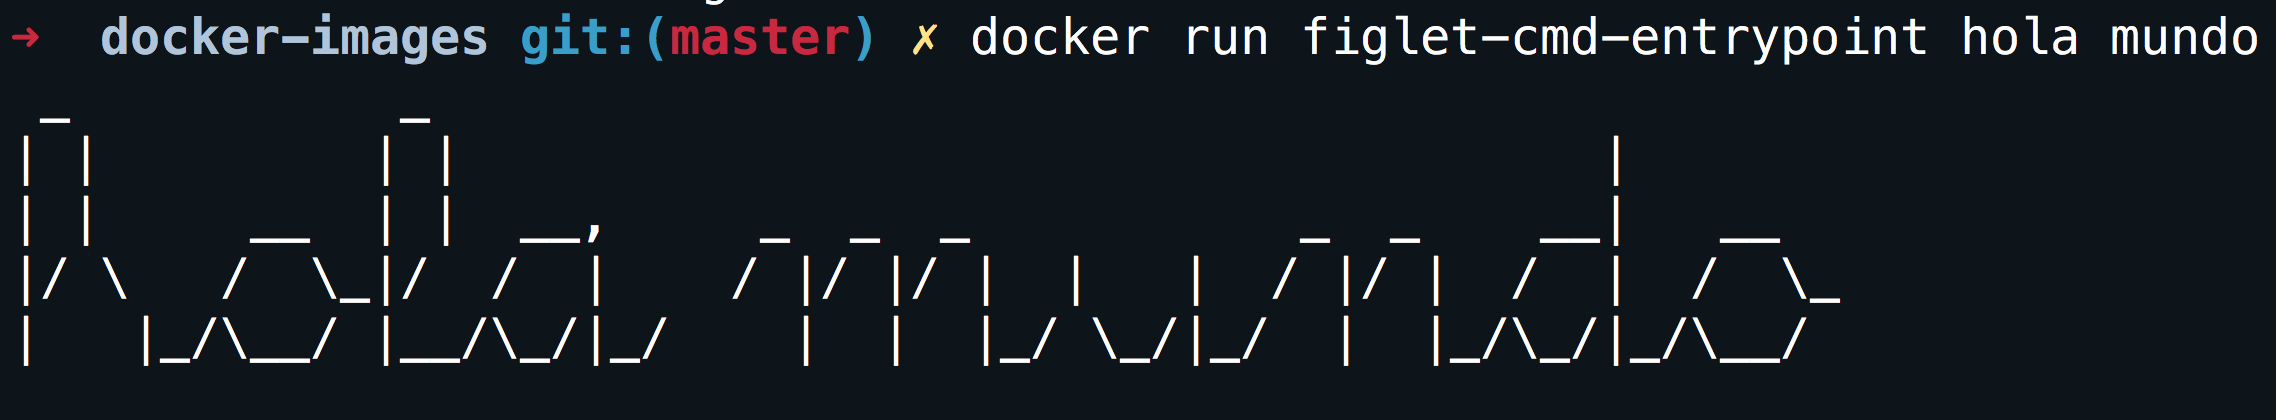 ➜ docker-images git:(master) ✗ docker run figlet-cmd-entrypoint hola mundo
hola mundo